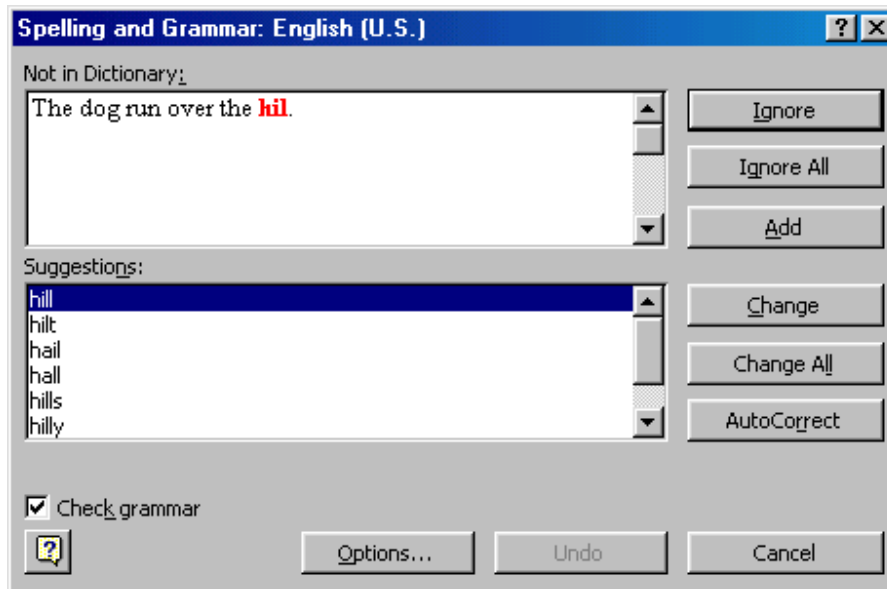 Spelling and Grammar: English (U.S.)
Not in Dictionary:
The dog run over the hil.
Ignore
Ignore All
Add
Suggestions:
hill
hilt
hail
hall
hills
hilly
Change
Change All
AutoCorrect
Check grammar
Options...
Undo
Cancel